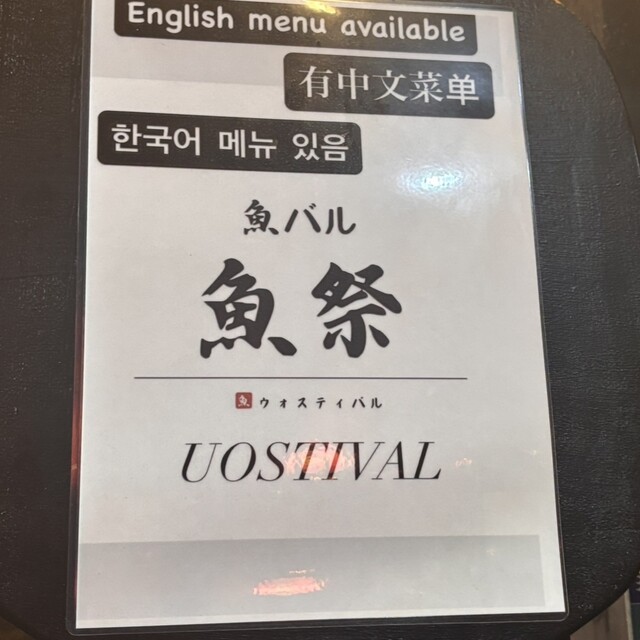 English menu available
有中文菜单
한국어 메뉴 있음
魚バル
魚祭
魚 ウォスティバル
UOSTIVAL